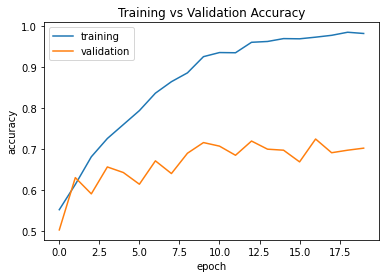 Training vs Validation Accuracy
training
validation
accuracy
1.0
0.9
0.8
0.7
0.6
0.5
0.0 2.5 5.0 7.5 10.0 12.5 15.0 17.5
epoch